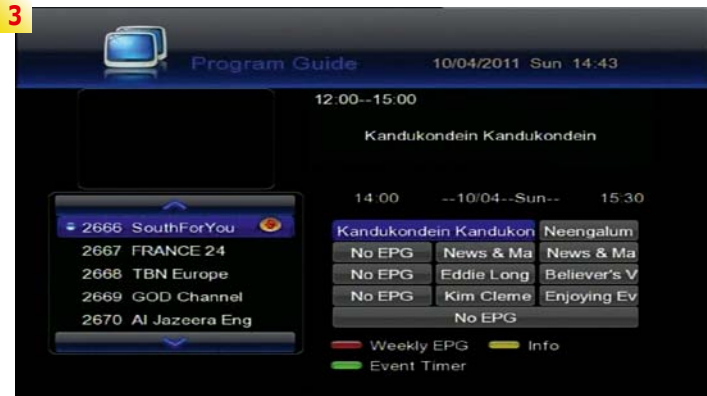 3
Program Guide 10/04/2011 Sun 14:43
12:00--15:00
Kandukondein Kandukondein
14:00 --10/04--Sun-- 15:30
2666 SouthForYou Kandukondein Kandukon Neengalum
2667 FRANCE 24 No EPG News & Ma News & Ma
2668 TBN Europe No EPG Eddie Long Believer's V
2669 GOD Channel No EPG Kim Cleme Enjoying Ev
2670 Al Jazeera Eng No EPG
Weekly EPG Info
Event Timer